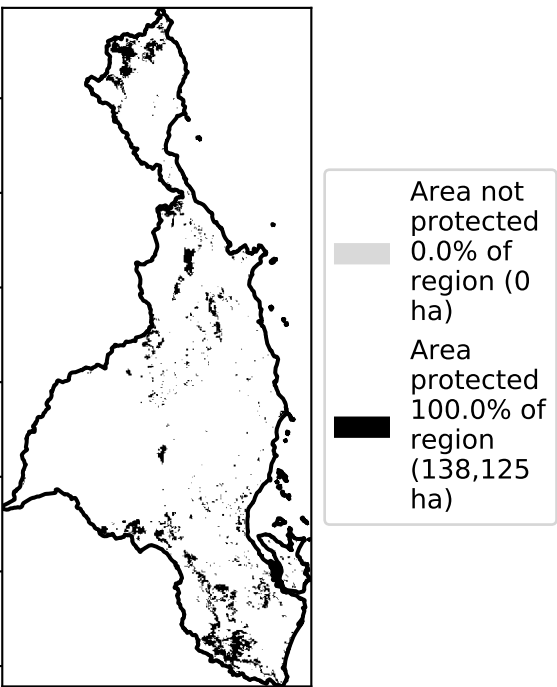 Area not
protected
0.0% of
region (0
ha)
Area
protected
100.0% of
region
(138,125
ha)